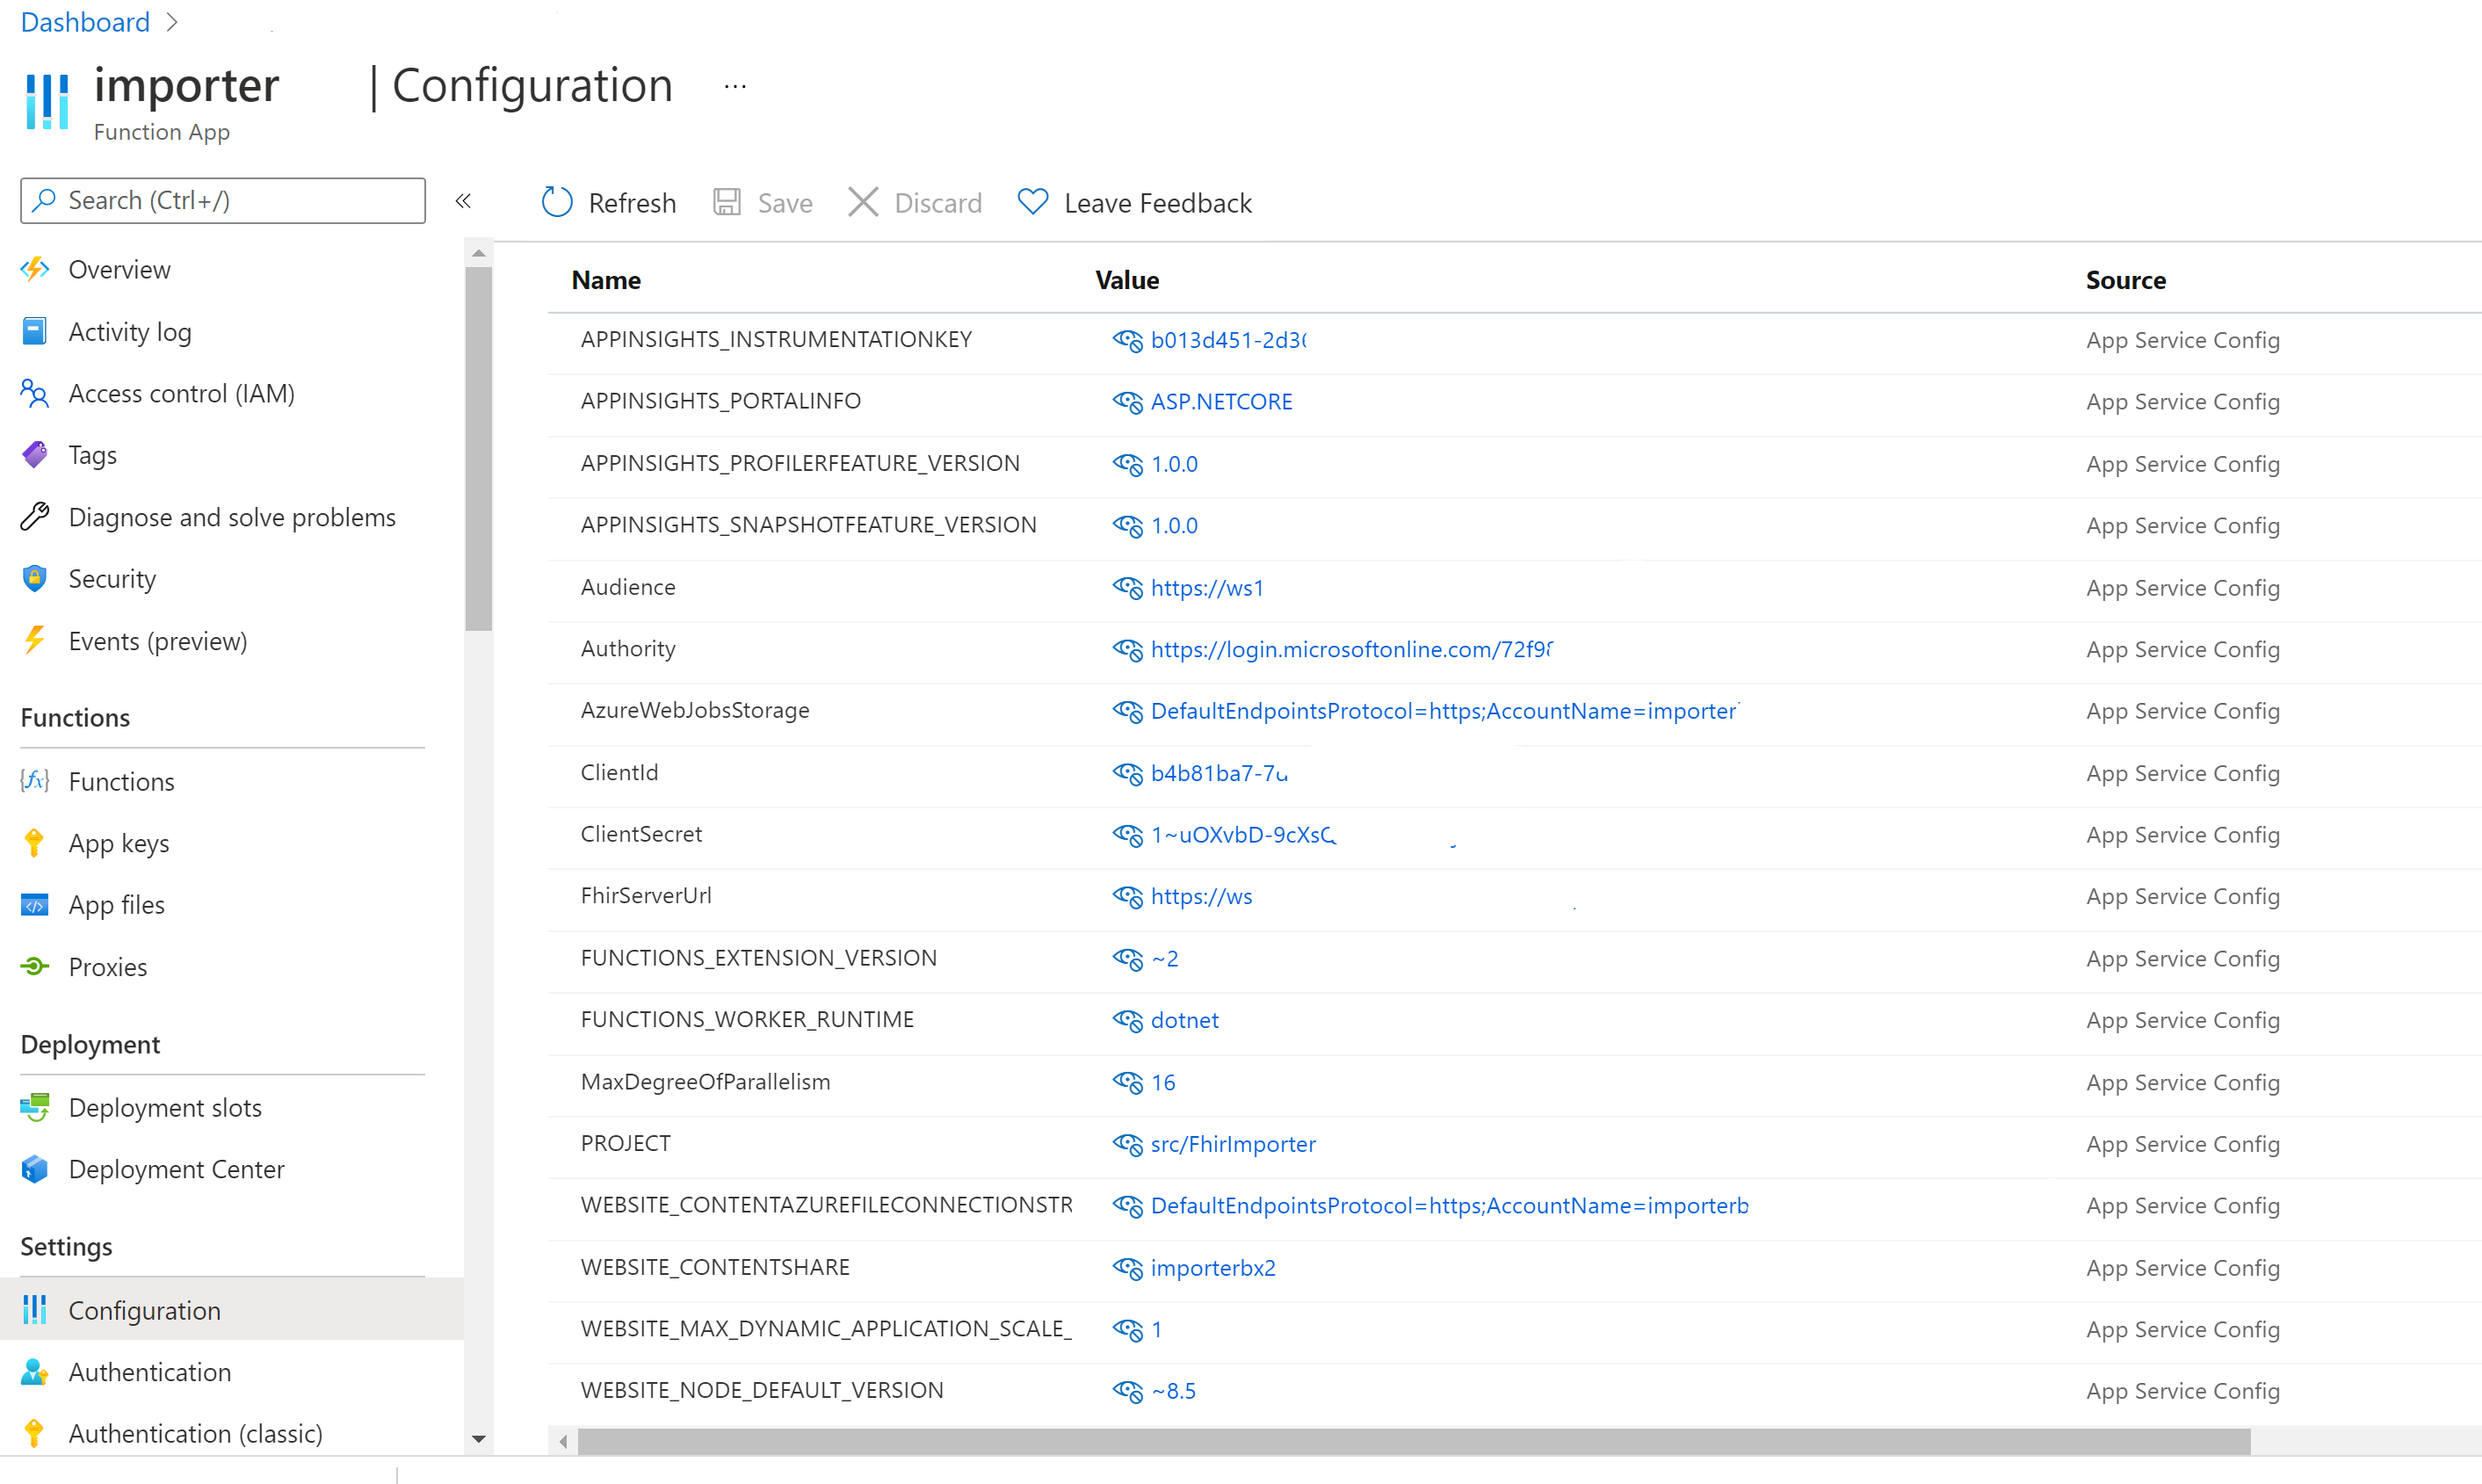 Dashboard
importer | Configuration ...
Function App
Search (Ctrl+/)
Refresh Save Discard Leave Feedback
Overview
Activity log
Access control (IAM)
Tags
Diagnose and solve problems
Security
Events (preview)
Functions
Functions
App keys
App files
Proxies
Deployment
Deployment slots
Deployment Center
Settings
Configuration
Authentication
Authentication (classic)
Name Value Source
APPINSIGHTS_INSTRUMENTATIONKEY b013d451-2d3 App Service Config
APPINSIGHTS_PORTALINFO ASP.NETCORE App Service Config
APPINSIGHTS_PROFILERFEATURE_VERSION 1.0.0 App Service Config
APPINSIGHTS_SNAPSHOTFEATURE_VERSION 1.0.0 App Service Config
Audience https://ws1 App Service Config
Authority https://login.microsoftonline.com/72f9 App Service Config
AzureWebJobsStorage DefaultEndpointsProtocol=https;AccountName=importer App Service Config
ClientId b4b81ba7-7 App Service Config
ClientSecret 1~uOXvbD-9cXs App Service Config
FhirServerUrl https://ws App Service Config
FUNCTIONS_EXTENSION_VERSION ~2 App Service Config
FUNCTIONS_WORKER_RUNTIME dotnet App Service Config
MaxDegreeOfParallelism 16 App Service Config
PROJECT src/FhirImporter App Service Config
WEBSITE_CONTENTAZUREFILECONNECTIONSTR DefaultEndpointsProtocol=https;AccountName=importerb App Service Config
WEBSITE_CONTENTSHARE importerbx2 App Service Config
WEBSITE_MAX_DYNAMIC_APPLICATION_SCALE_ 1 App Service Config
WEBSITE_NODE_DEFAULT_VERSION ~8.5 App Service Config